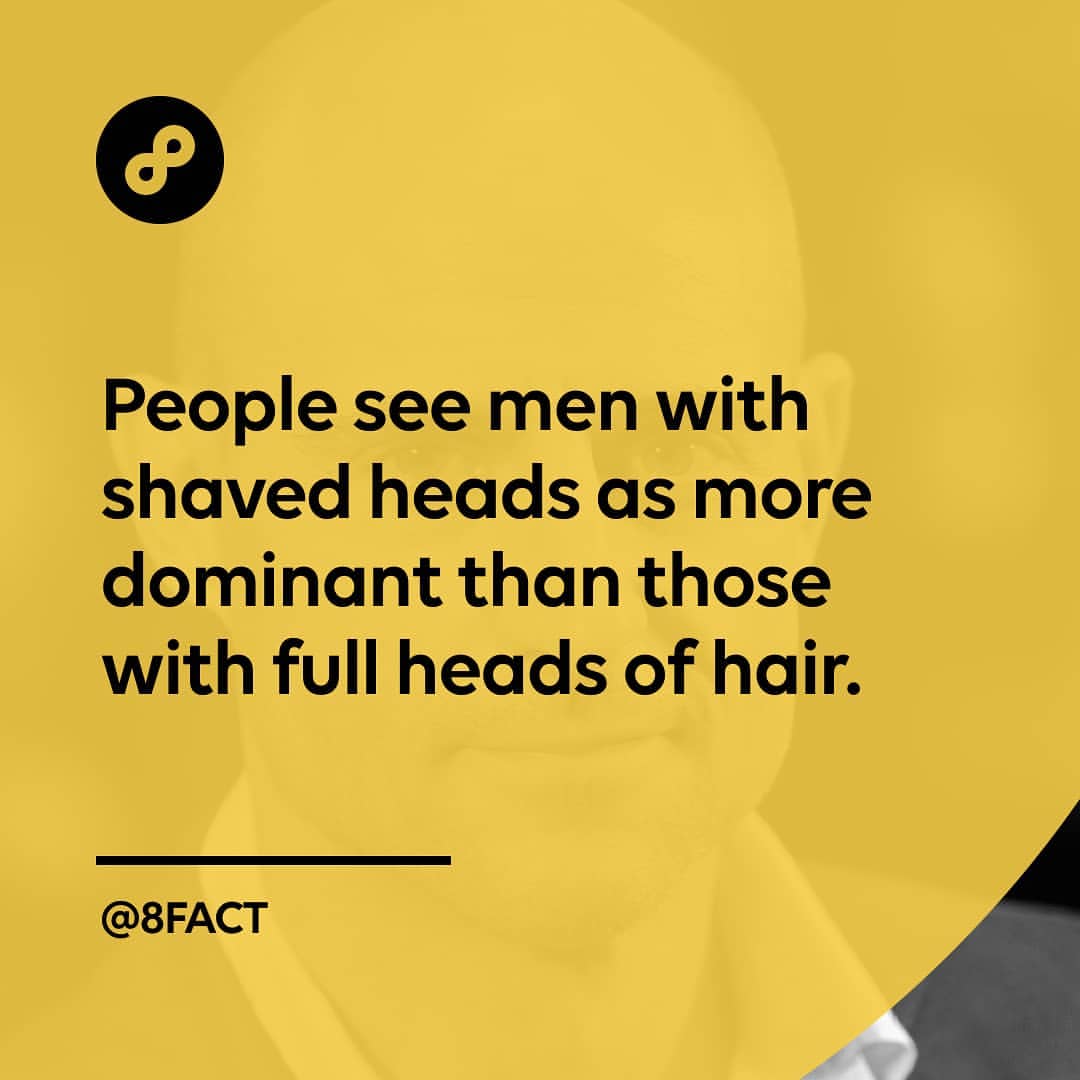 People see men with
shaved heads as more
dominant than those
with full heads of hair.
@8FACT